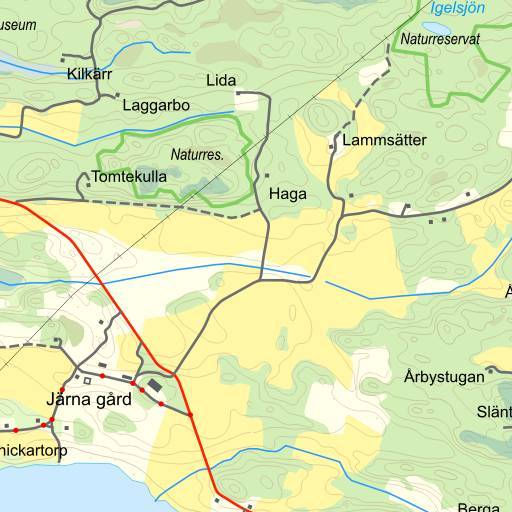 Igelsjön
useum
Naturreservat
Kilkärr
Lida
Laggarbo
Lammsätter
Naturres.
Tomtekulla
Haga
Årbystugan
Järna gård
Slänt
nickartorp
Berga